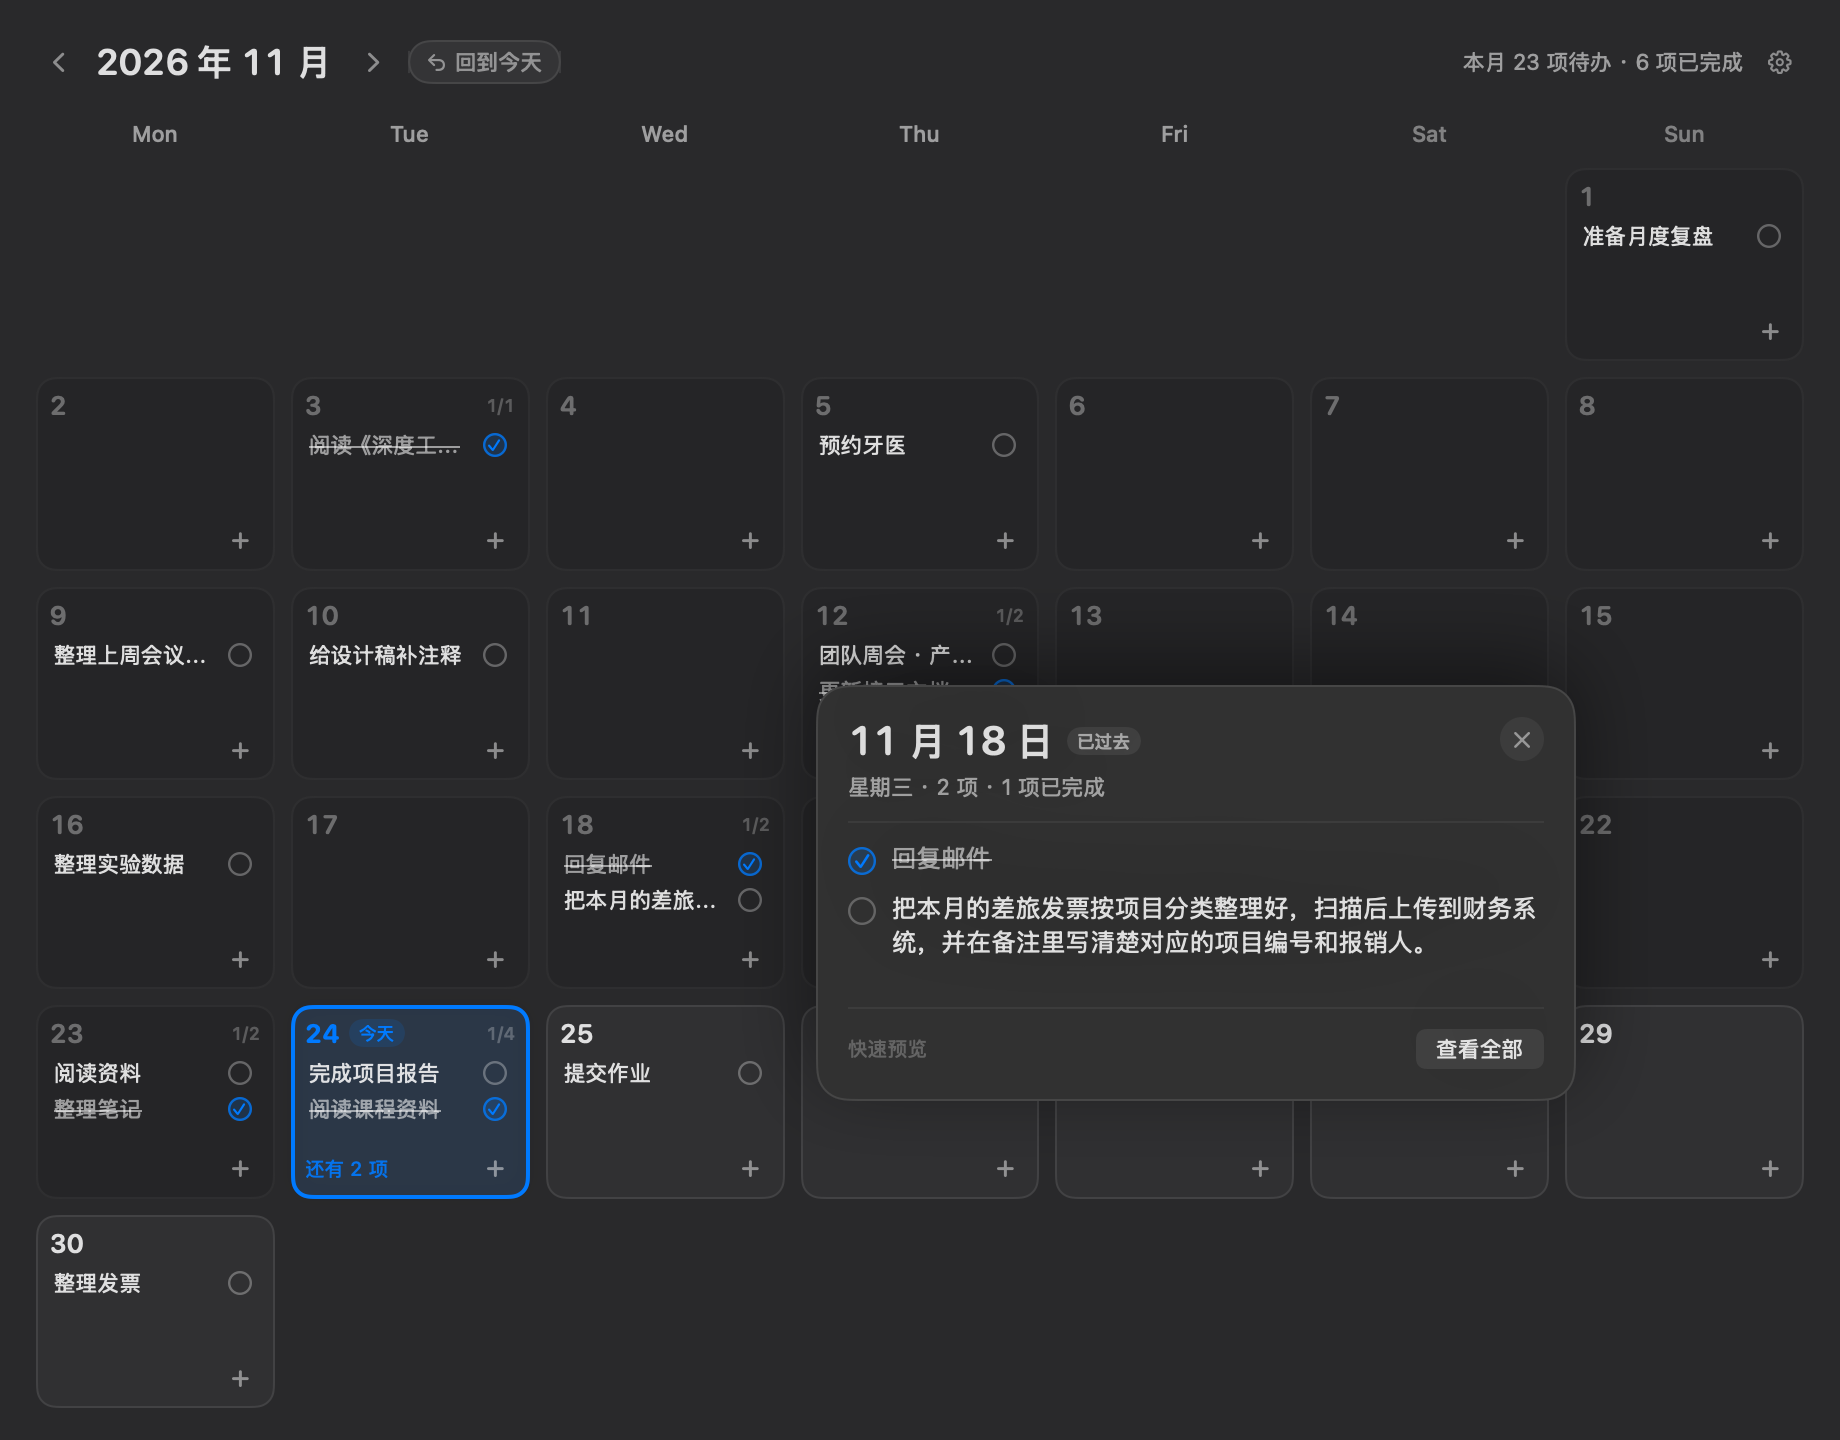 2026 年 11 月
回到今天
本月 23 项待办 · 6 项已完成
Mon Tue Wed Thu Fri Sat Sun
1
准备月度复盘
2
3 1/1
阅读《深度工...
4
5
预约牙医
6
7
8
9
整理上周会议...
10
给设计稿补注释
11
12 1/2
团队周会 · 产...
13
14
15
16
整理实验数据
17
18 1/2
回复邮件
把本月的差旅...
22
11 月 18 日 已过去
星期三 · 2 项 · 1 项已完成
回复邮件
把本月的差旅发票按项目分类整理好，扫描后上传到财务系
统，并在备注里写清楚对应的项目编号和报销人。
快速预览 查看全部
23 1/2
阅读资料
整理笔记
24 今天 1/4
完成项目报告
阅读课程资料
还有 2 项
25
提交作业
29
30
整理发票